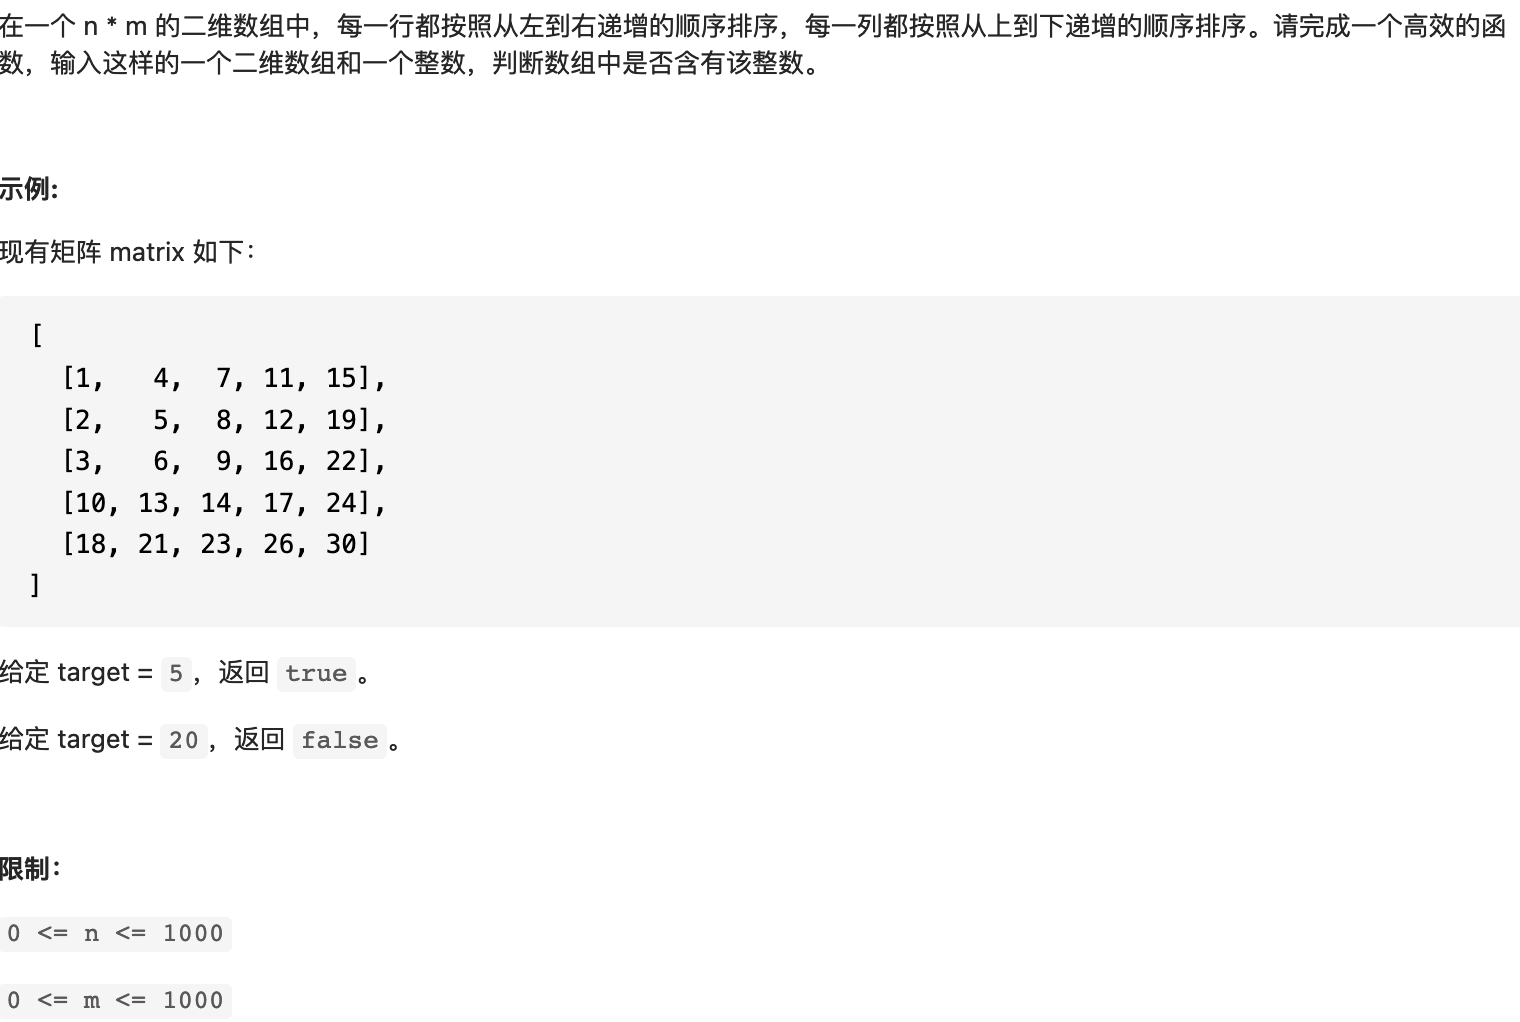 在一个 n * m 的二维数组中，每一行都按照从左到右递增的顺序排序，每一列都按照从上到下递增的顺序排序。请完成一个高效的函
数，输入这样的一个二维数组和一个整数，判断数组中是否含有该整数。
示例:
现有矩阵 matrix 如下：
[
  [1,   4,  7, 11, 15],
  [2,   5,  8, 12, 19],
  [3,   6,  9, 16, 22],
  [10, 13, 14, 17, 24],
  [18, 21, 23, 26, 30]
]
给定 target = 5，返回 true。
给定 target = 20，返回 false。
限制：
0 <= n <= 1000
0 <= m <= 1000